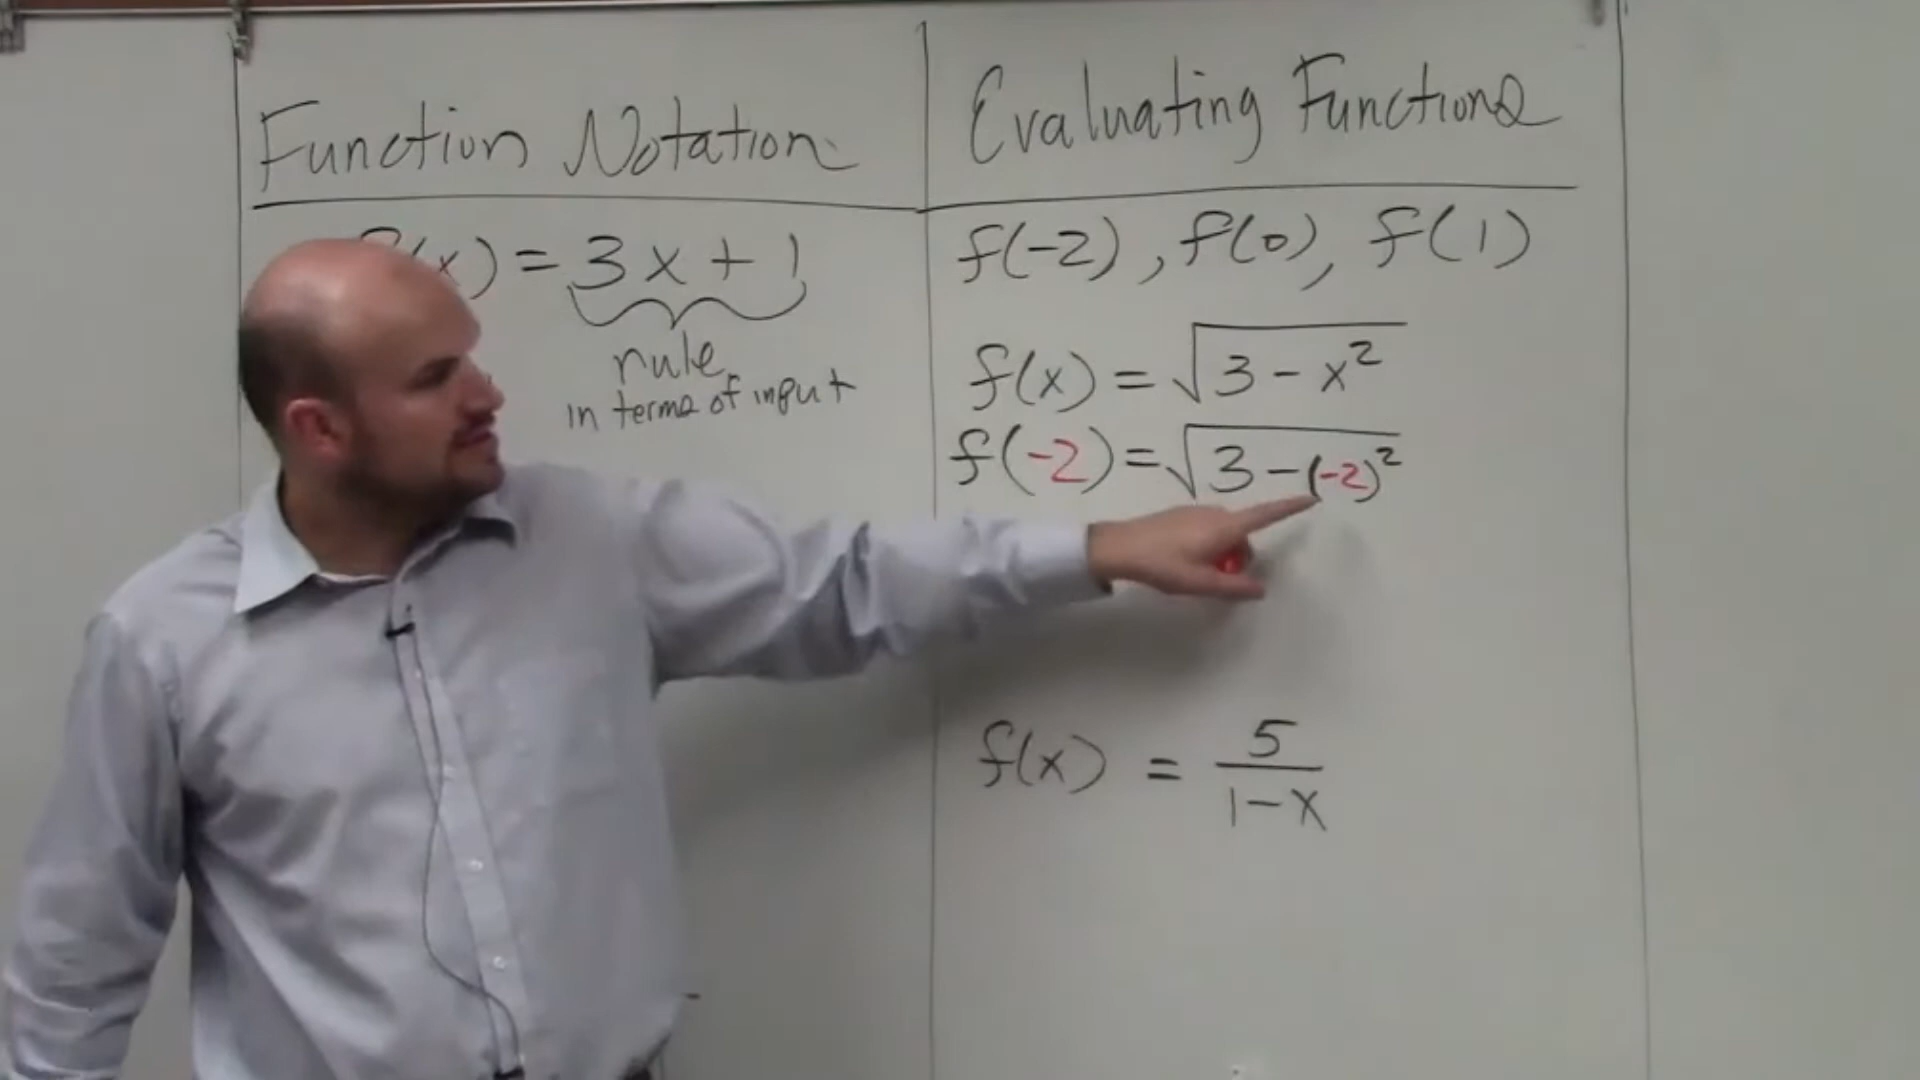 Function Notation
(x) = 3x + 1
rule
in terms of input
Evaluating Functions
f(-2), f(0), f(1)
f(x) = √3 - x²
f(-2) = √3 - (-2)²
f(x) = 5/1-x